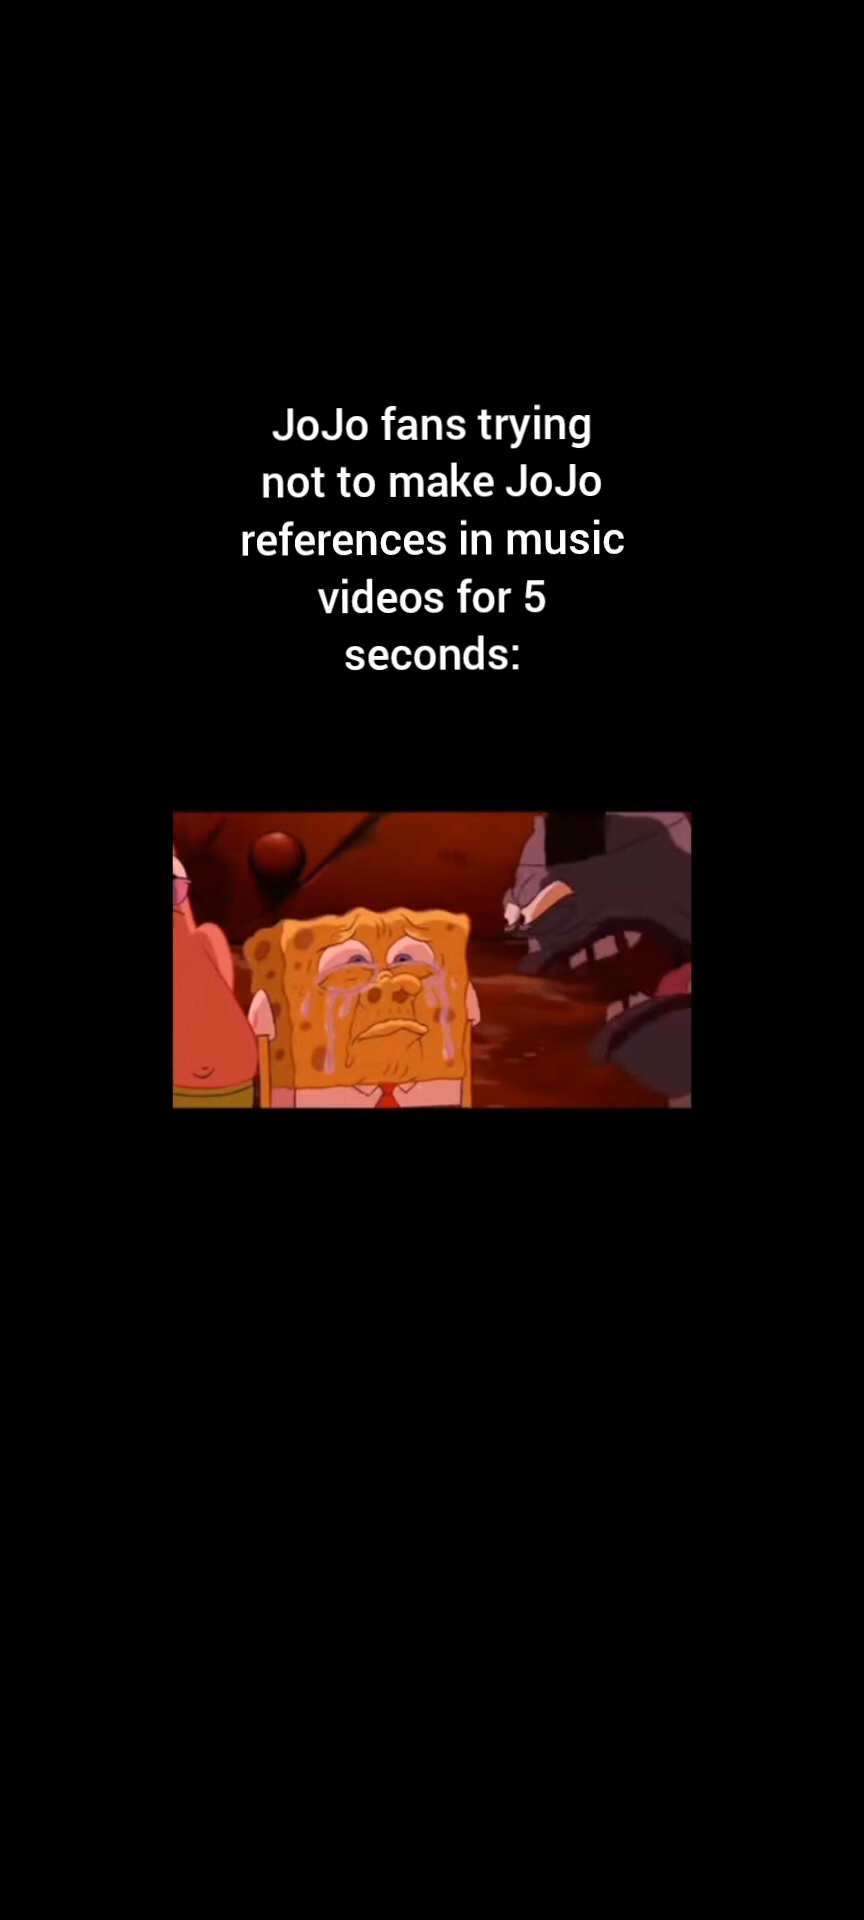 JoJo fans trying
not to make JoJo
references in music
videos for 5
seconds: